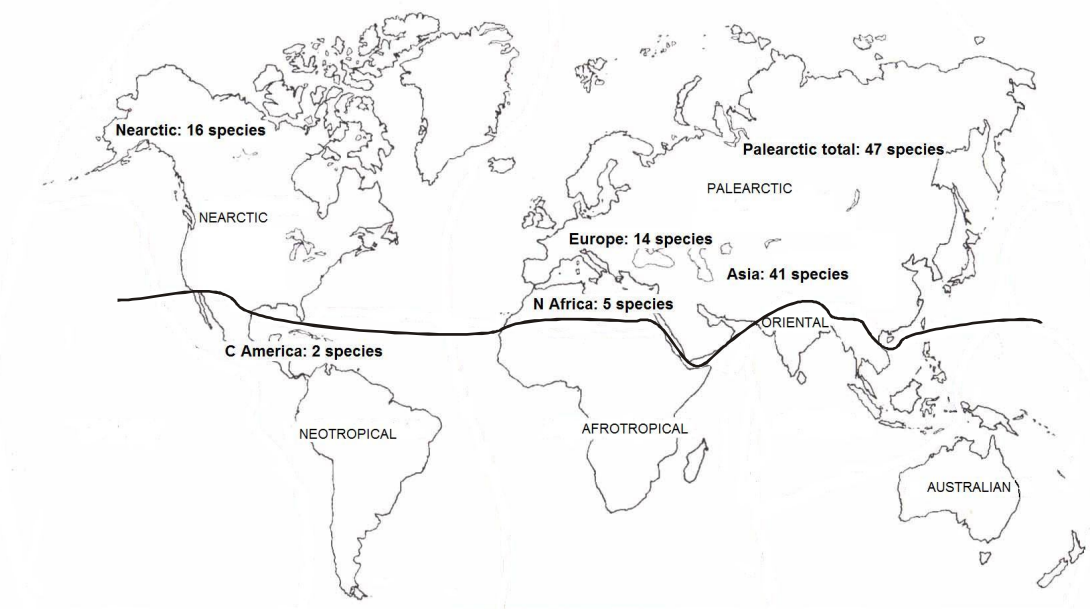 Nearctic: 16 species
Palearctic total: 47 species
PALEARCTIC
NEARCTIC
Europe: 14 species
Asia: 41 species
N Africa: 5 species
ORIENTAL
C America: 2 species
NEOTROPICAL
AFROTROPICAL
AUSTRALIAN